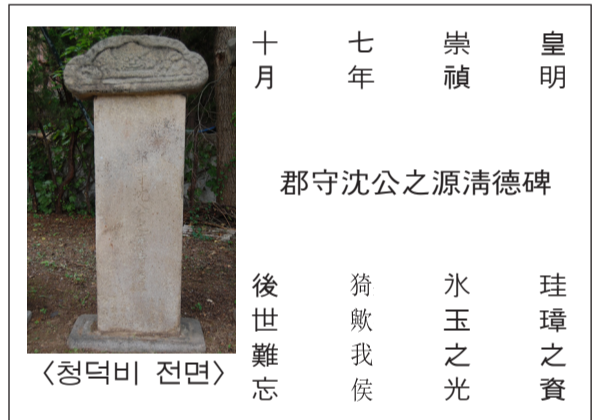 皇明
崇禎
七年
十月
郡守沈公之源淸德碑
珪璋之資
氷玉之光
猗歟我侯
後世難忘
〈청덕비 전면〉